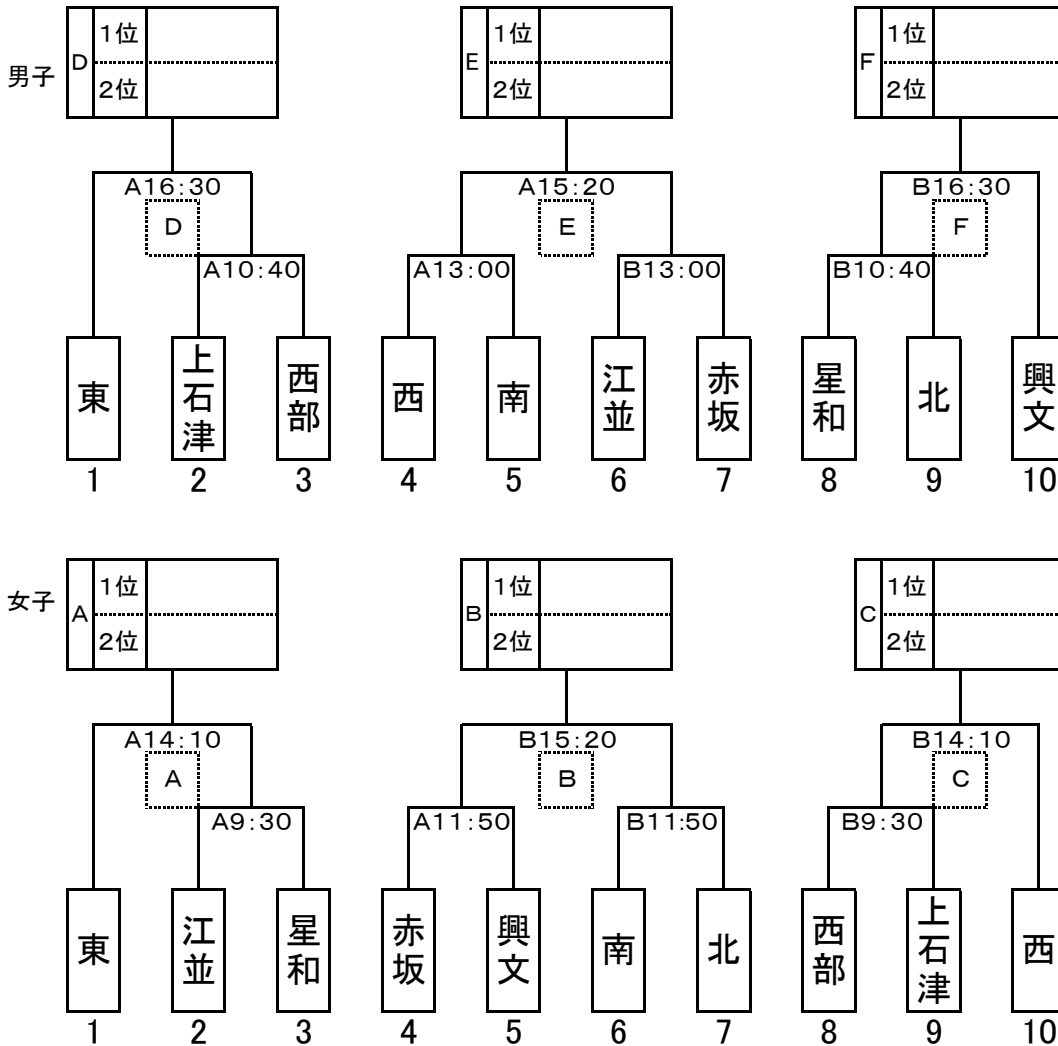 男子
D 1位 2位
E 1位 2位
F 1位 2位
A16:30 A15:20 B16:30
D E F
A10:40 A13:00 B13:00 B10:40
東 上石津 西部 西 南 江並 赤坂 星和 北 興文
1 2 3 4 5 6 7 8 9 10
女子
A 1位 2位
B 1位 2位
C 1位 2位
A14:10 B15:20 B14:10
A B C
A9:30 A11:50 B11:50 B9:30
東 江並 星和 赤坂 興文 南 北 西部 上石津 西
1 2 3 4 5 6 7 8 9 10